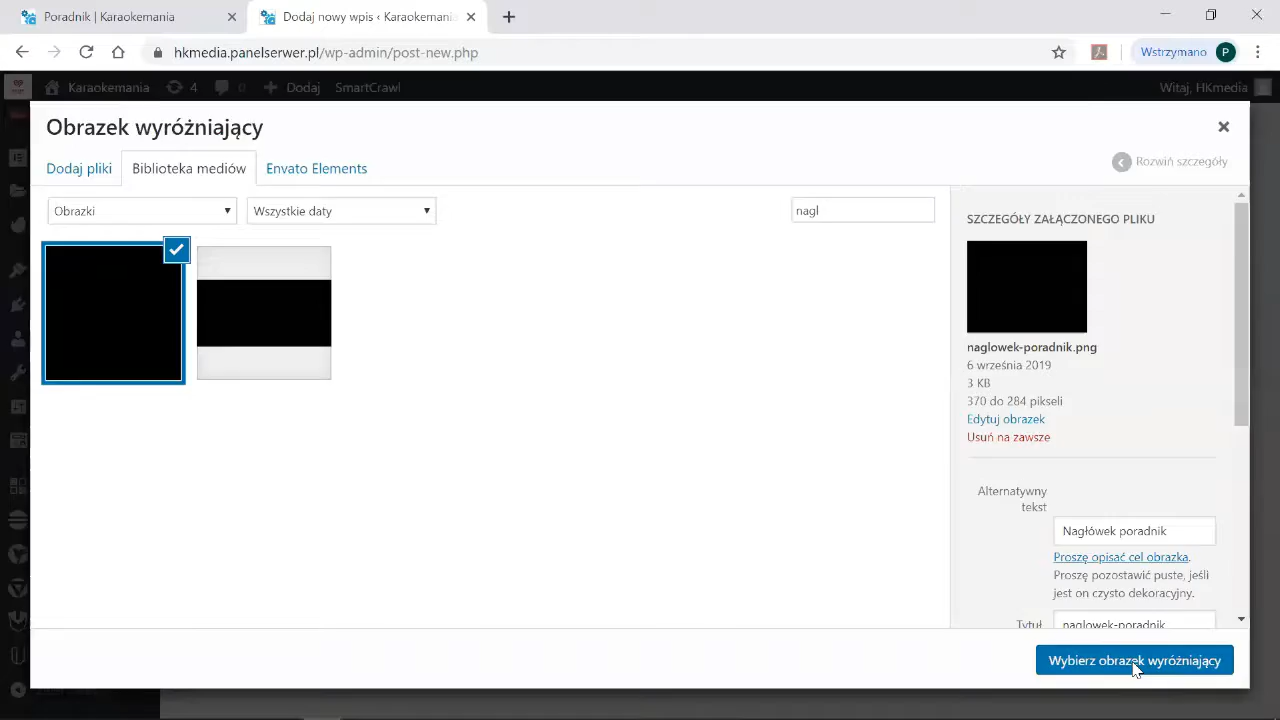 Poradnik | Karaokemania
Dodaj nowy wpis ‹ Karaokemania
hkmedia.panelserwer.pl/wp-admin/post-new.php
Wstrzymano
P
Karaokemania
4
0
Dodaj
SmartCrawl
Witaj, HKmedia
Obrazek wyróżniający
Dodaj pliki
Biblioteka mediów
Envato Elements
Rozwiń szczegóły
Obrazki
Wszystkie daty
nagl
SZCZEGÓŁY ZAŁĄCZONEGO PLIKU
naglowek-poradnik.png
6 września 2019
3 KB
370 do 284 pikseli
Edytuj obrazek
Usuń na zawsze
Alternatywny
tekst
Nagłówek poradnik
Proszę opisać cel obrazka.
Proszę pozostawić puste, jeśli
jest on czysto dekoracyjny.
Tytuł
naglowek-poradnik
Wybierz obrazek wyróżniający